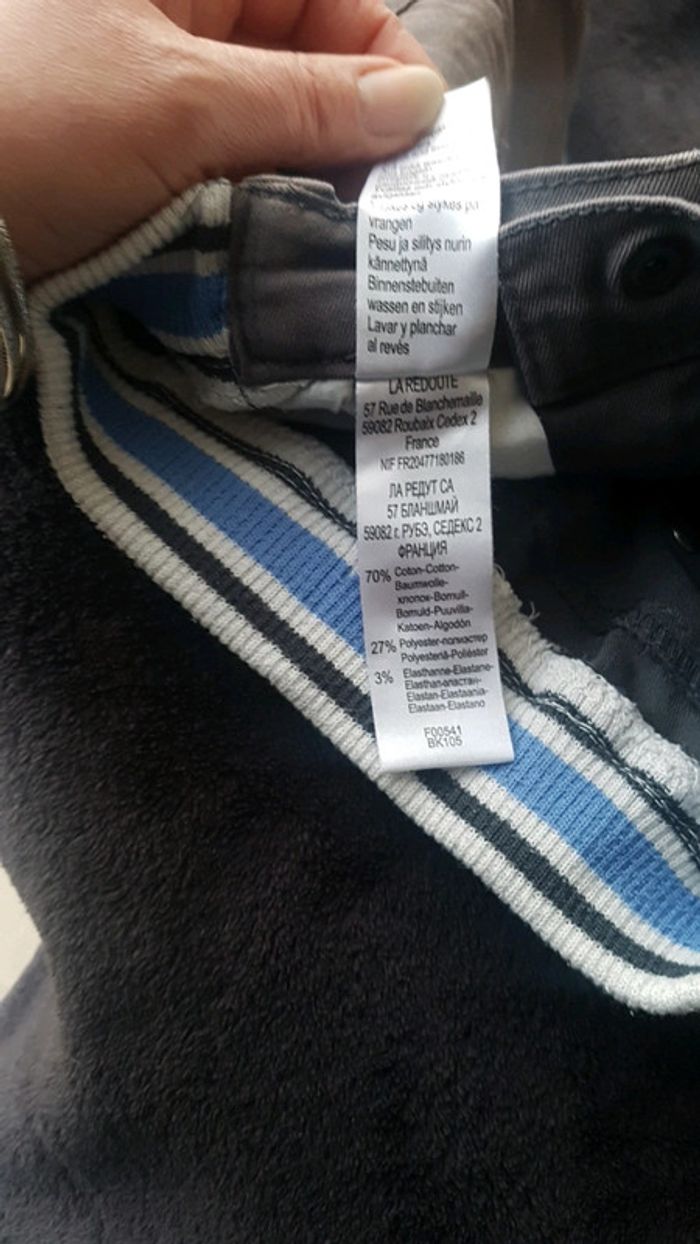 vrangen
Pesu ja silitys nurin
kännettynä
Binnenstebuiten
wassen en stijken
Lavar y planchar
al revés
LA REDOUTE
57 Rue de Blanchemaille
59082 Roubaix Cedex 2
France
NIF FR20477180186
ЛА РЕДУТ СА
57 БЛАНШМАЙ
59082 г. РУБЭ, СЕДЕКС 2
ФРАНЦИЯ
70% Coton-Cotton-
Baumwolle-
хлопок-Bomull-
Bomuld-Puuvilla-
Katoen-Algodón
27% Polyester-полиэстер
Polyesteriä-Poliéster
3% Elasthanne-Elastane-
Elasthan-эластан-
Elastan-Elastaania-
Elastaan-Elastano
F00541
BK105